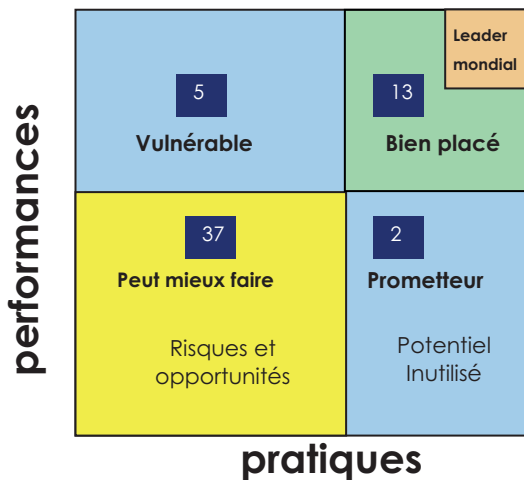 Leader
mondial
5
13
Vulnérable
Bien placé
37
2
Peut mieux faire
Prometteur
Risques et
opportunités
Potentiel
Inutilisé
performances
pratiques